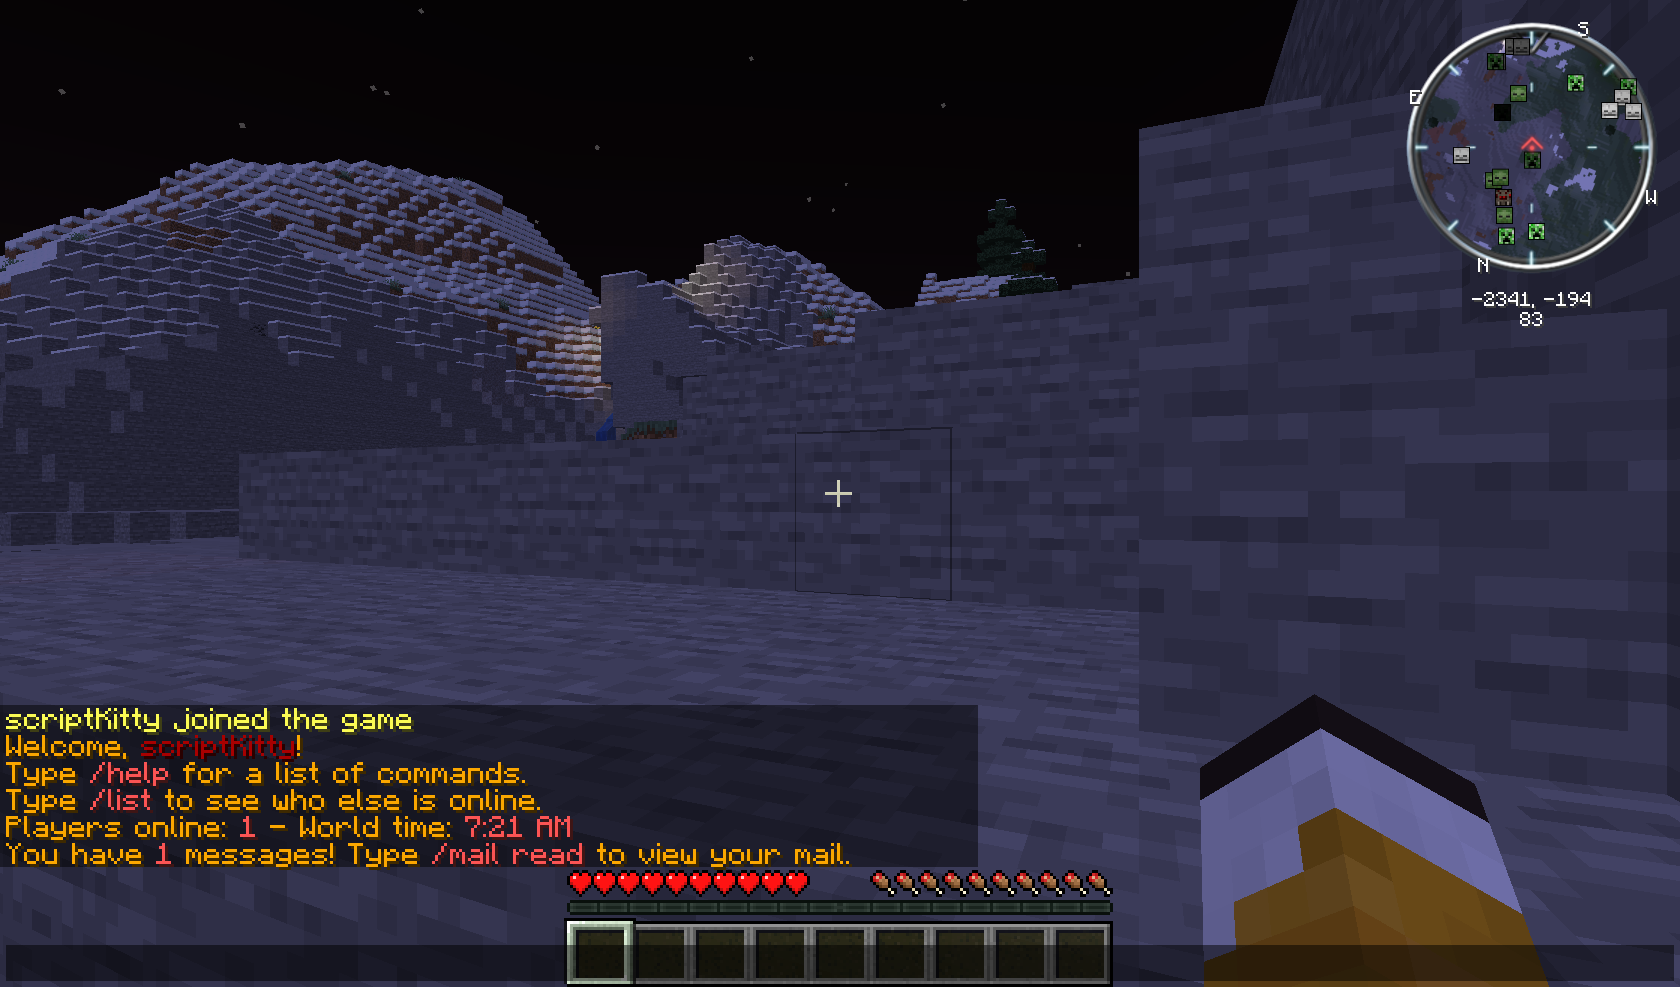 S
E
W
N
-2341, -194
83
scriptKitty joined the game
Welcome, scriptKitty!
Type /help for a list of commands.
Type /list to see who else is online.
Players online: 1 - World time: 7:21 AM
You have 1 messages! Type /mail read to view your mail.